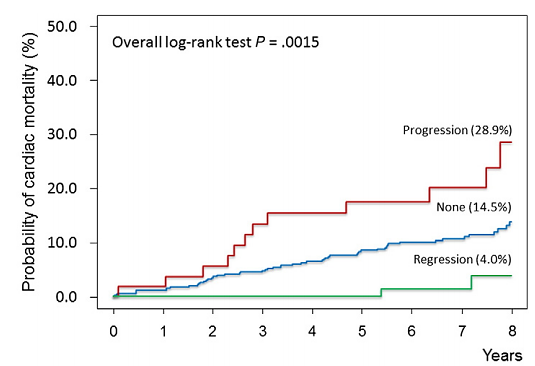 50.0
Overall log-rank test P = .0015
40.0
30.0
Progression (28.9%)
20.0
None (14.5%)
10.0
Regression (4.0%)
0.0
Probability of cardiac mortality (%)
0 1 2 3 4 5 6 7 8
Years